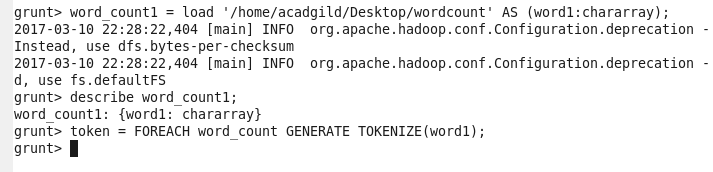 grunt> word_count1 = load '/home/acadgild/Desktop/wordcount' AS (word1:chararray);
2017-03-10 22:28:22,404 [main] INFO  org.apache.hadoop.conf.Configuration.deprecation -
Instead, use dfs.bytes-per-checksum
2017-03-10 22:28:22,404 [main] INFO  org.apache.hadoop.conf.Configuration.deprecation -
d, use fs.defaultFS
grunt> describe word_count1;
word_count1: {word1: chararray}
grunt> token = FOREACH word_count GENERATE TOKENIZE(word1);
grunt>